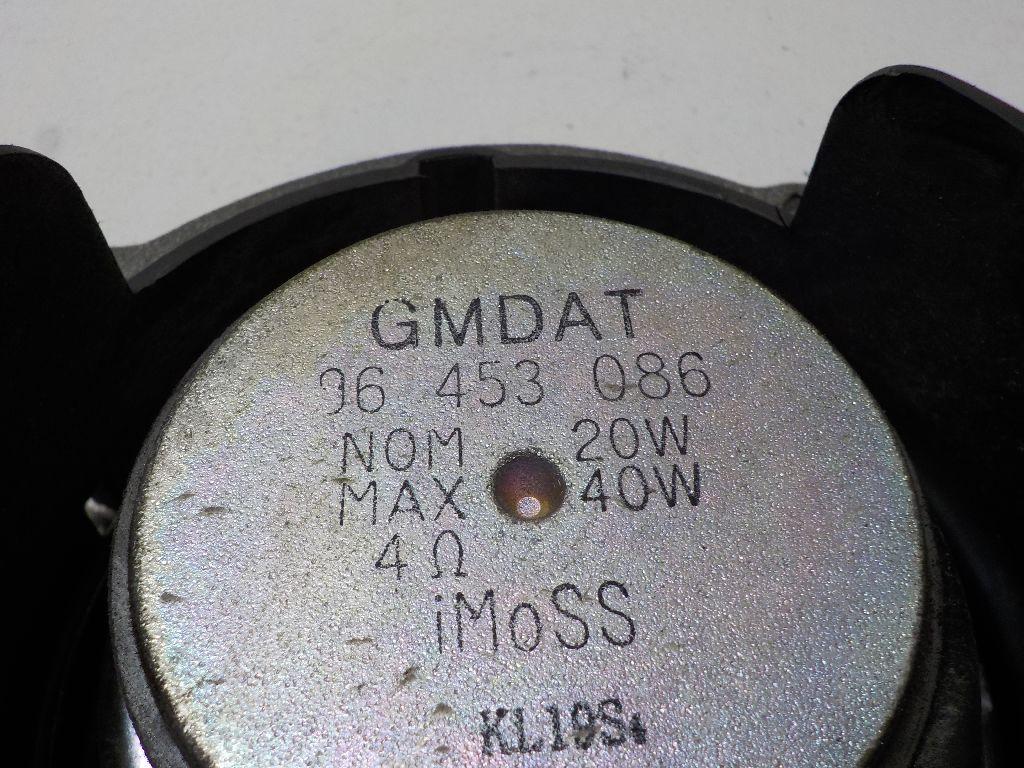 GMDAT
96 453 086
NOM 20W
MAX 40W
4 Ω
iMoSS
KL19S